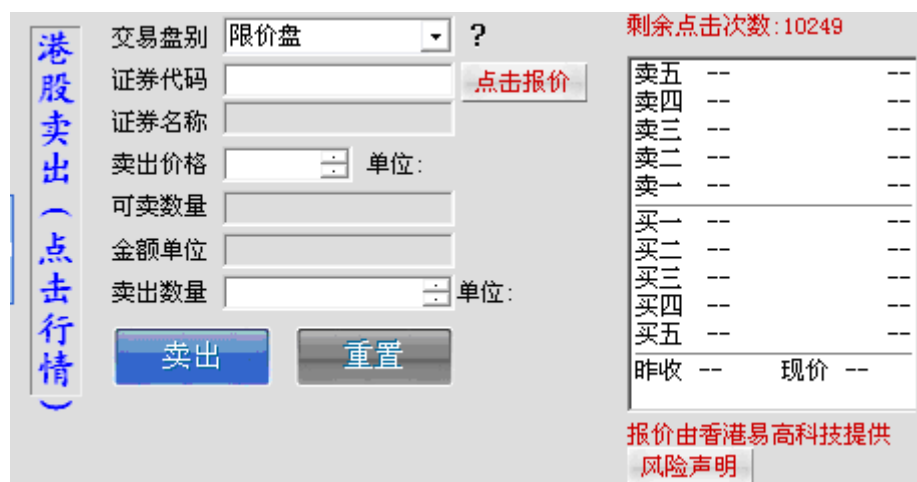 港股卖出(点击行情)
交易盘别 限价盘 ?
证券代码 点击报价
证券名称
卖出价格 单位:
可卖数量
金额单位
卖出数量 单位:
卖出 重置
剩余点击次数:10249
卖五 -- --
卖四 -- --
卖三 -- --
卖二 -- --
卖一 -- --
买一 -- --
买二 -- --
买三 -- --
买四 -- --
买五 -- --
昨收 -- 现价 --
报价由香港易高科技提供
风险声明